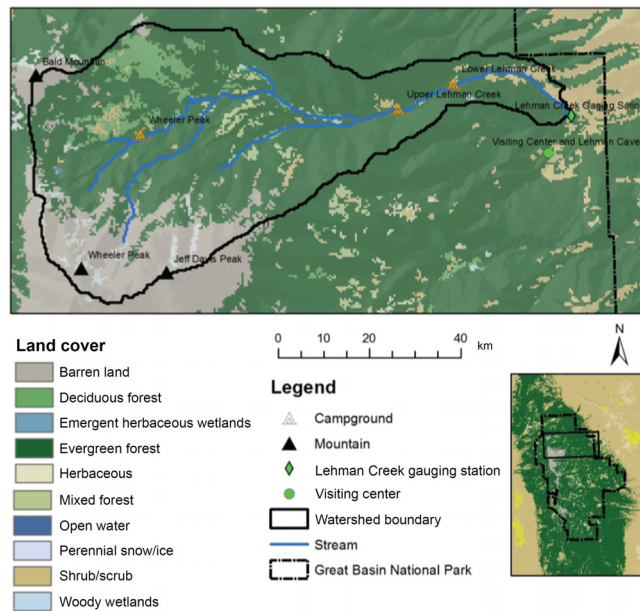 Bald Mountain
Lower Lehman Creek
Upper Lehman Creek
Lehman Creek Gaging Statio
Wheeler Peak
Visiting Center and Lehman Cave
Wheeler Peak
Jeff Davis Peak
0 10 20 40 km
N
Land cover
Barren land
Deciduous forest
Emergent herbaceous wetlands
Evergreen forest
Herbaceous
Mixed forest
Open water
Perennial snow/ice
Shrub/scrub
Woody wetlands
Legend
Campground
Mountain
Lehman Creek gauging station
Visiting center
Watershed boundary
Stream
Great Basin National Park